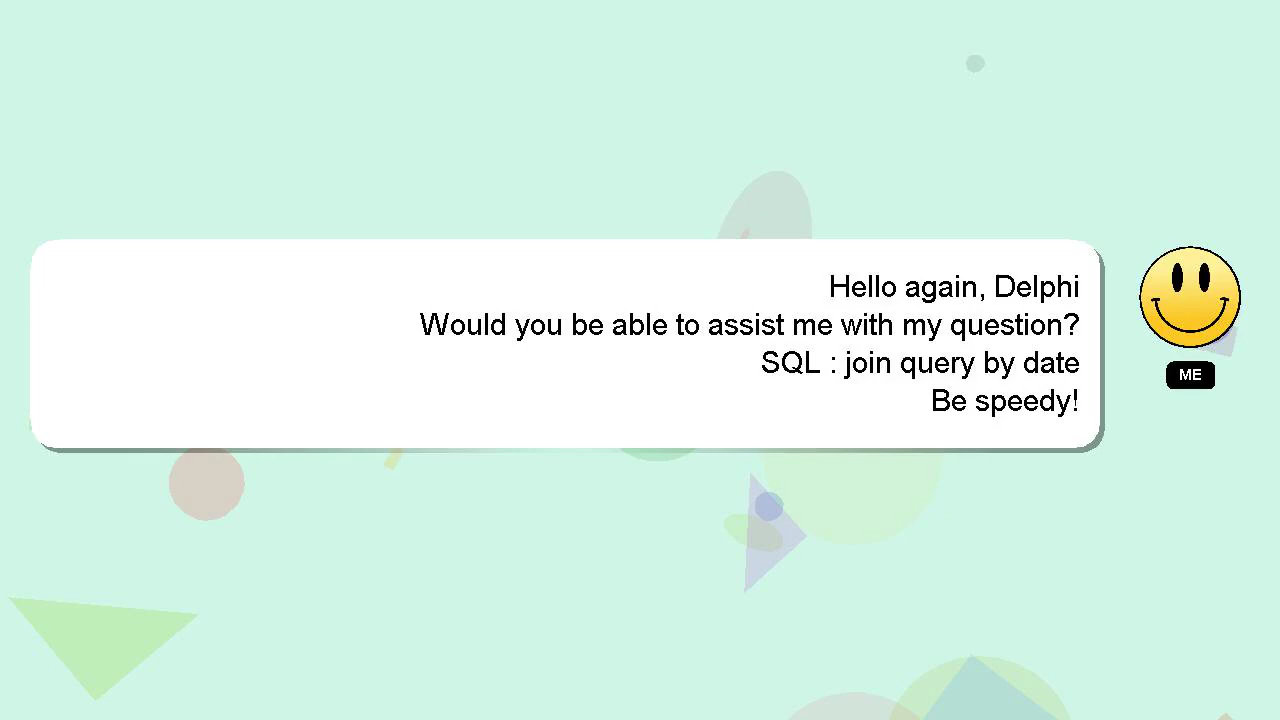 Hello again, Delphi
Would you be able to assist me with my question?
SQL : join query by date
Be speedy!
ME